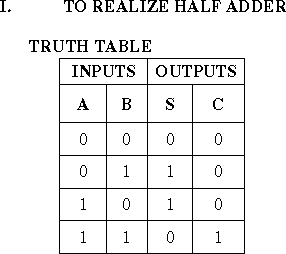 I. TO REALIZE HALF ADDER
TRUTH TABLE
INPUTS OUTPUTS
A B S C
0 0 0 0
0 1 1 0
1 0 1 0
1 1 0 1